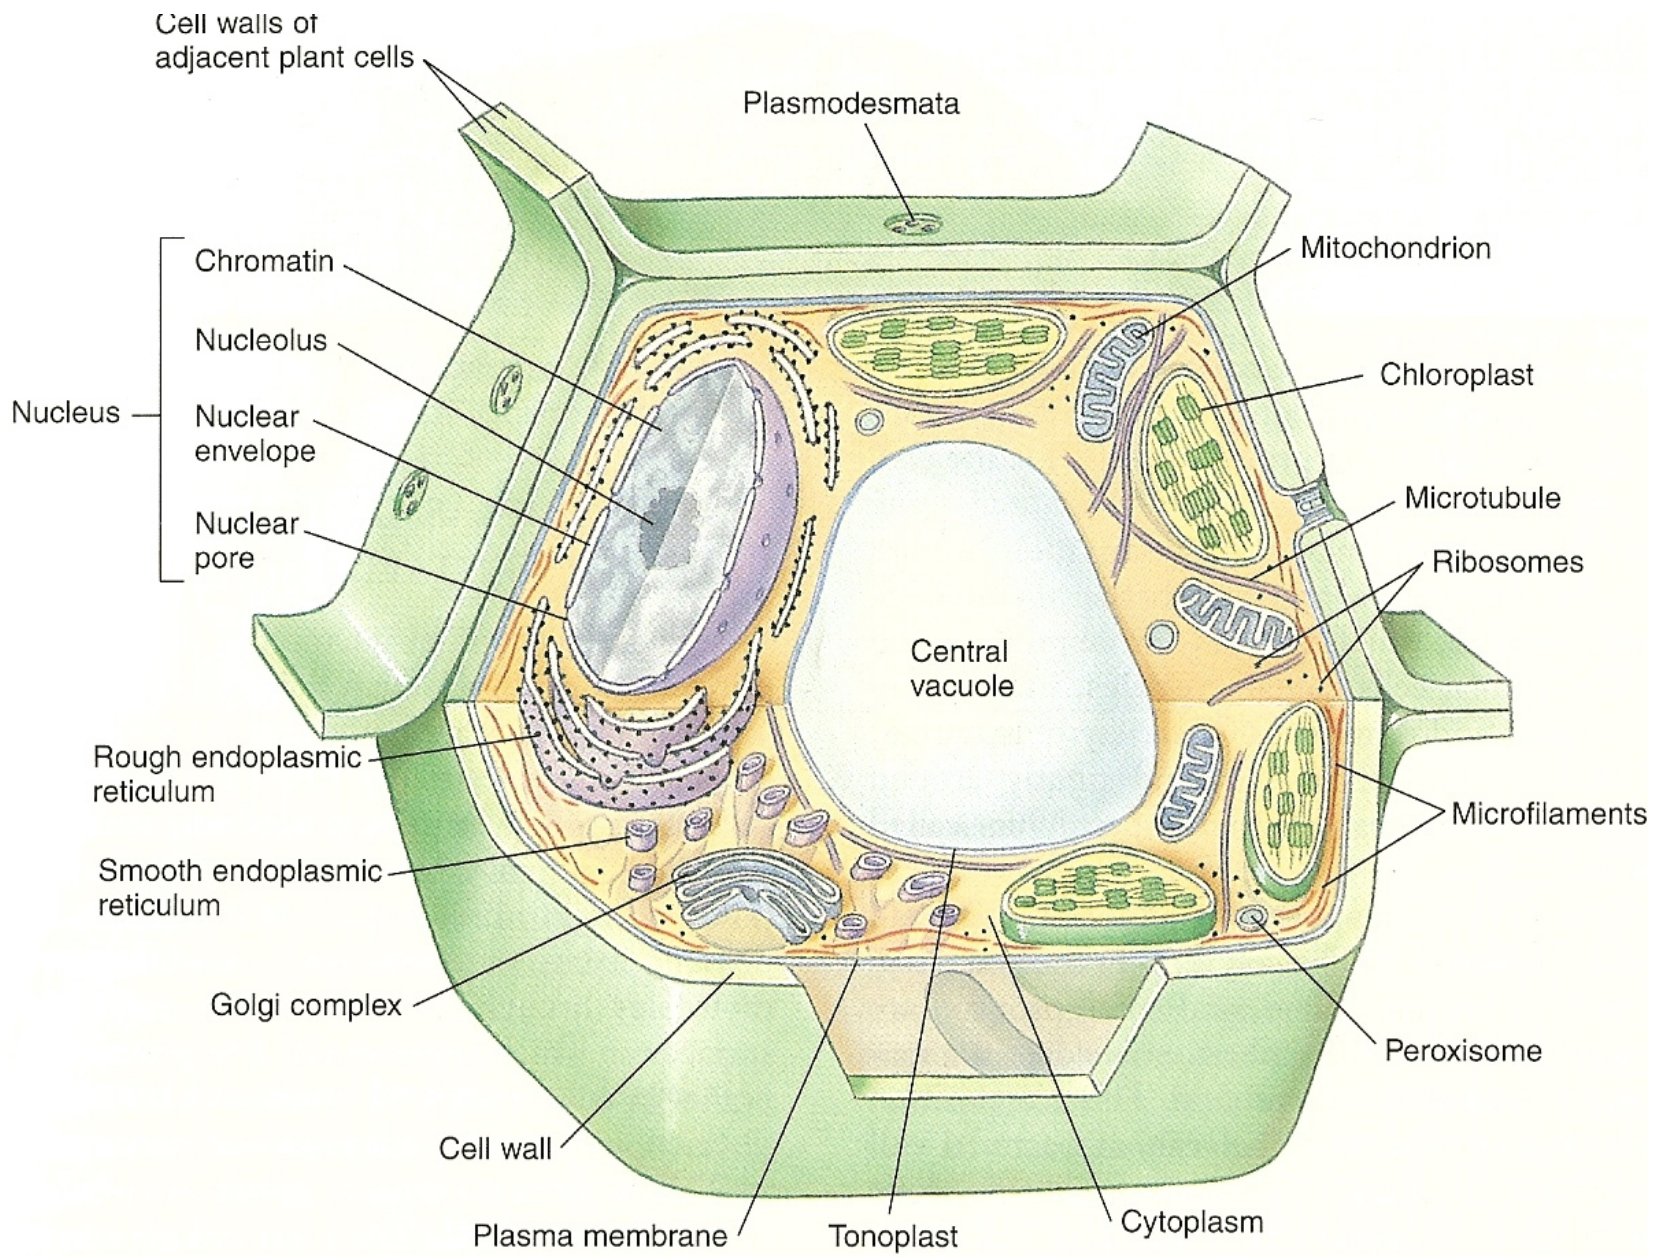 Cell walls of
adjacent plant cells
Plasmodesmata
Mitochondrion
Chloroplast
Microtubule
Ribosomes
Microfilaments
Peroxisome
Nucleus
Chromatin
Nucleolus
Nuclear
envelope
Nuclear
pore
Central
vacuole
Rough endoplasmic
reticulum
Smooth endoplasmic
reticulum
Golgi complex
Cell wall
Plasma membrane
Tonoplast
Cytoplasm